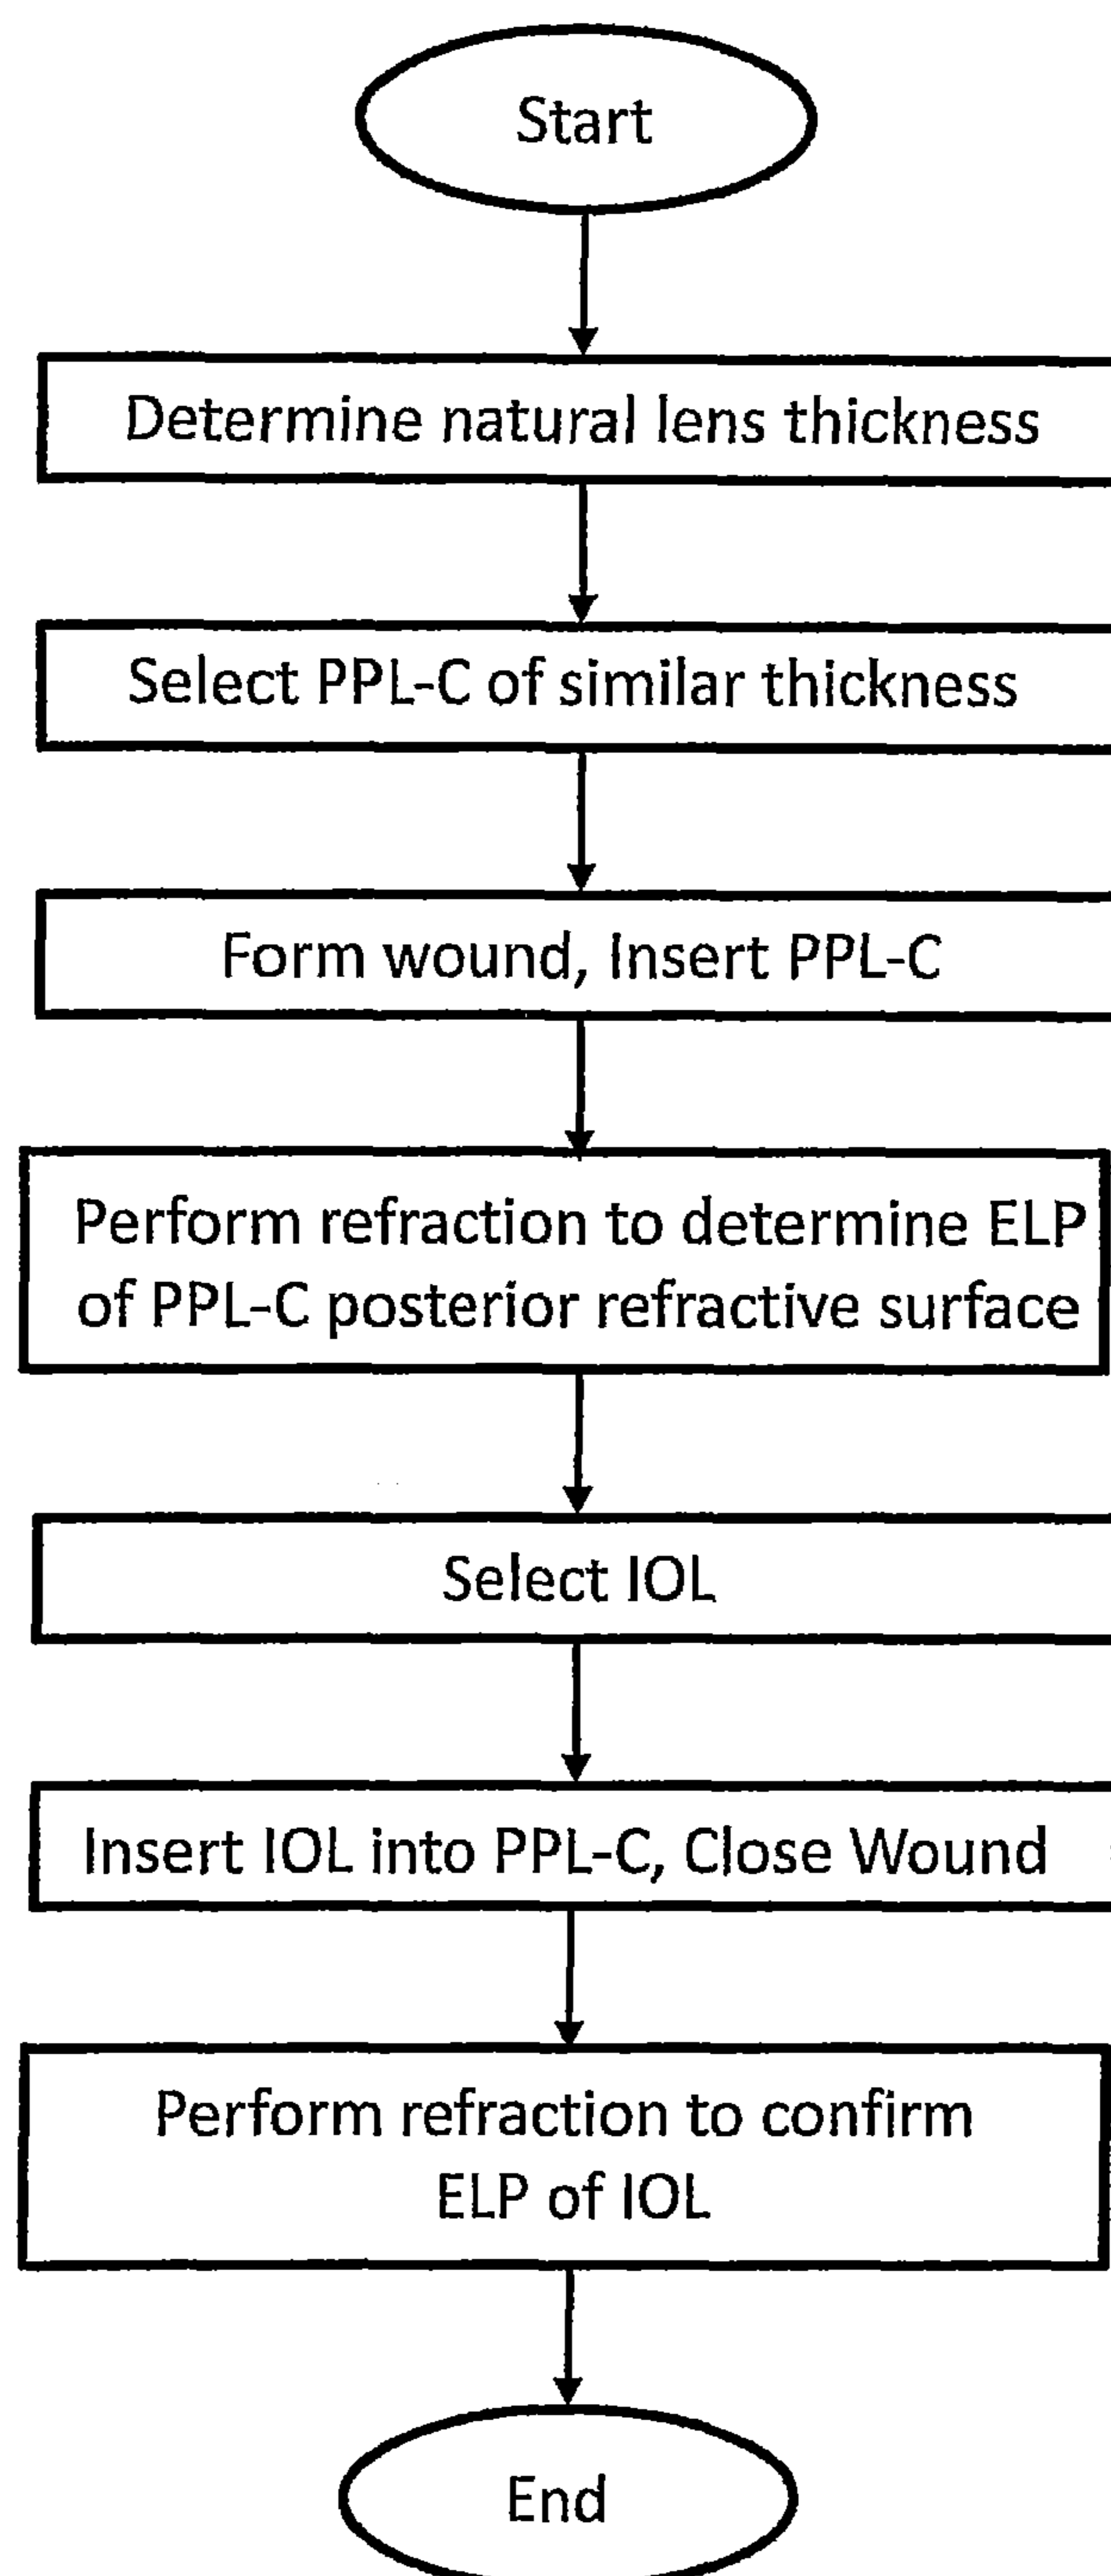 Start
Determine natural lens thickness
Select PPL-C of similar thickness
Form wound, Insert PPL-C
Perform refraction to determine ELP
of PPL-C posterior refractive surface
Select IOL
Insert IOL into PPL-C, Close Wound
Perform refraction to confirm
ELP of IOL
End